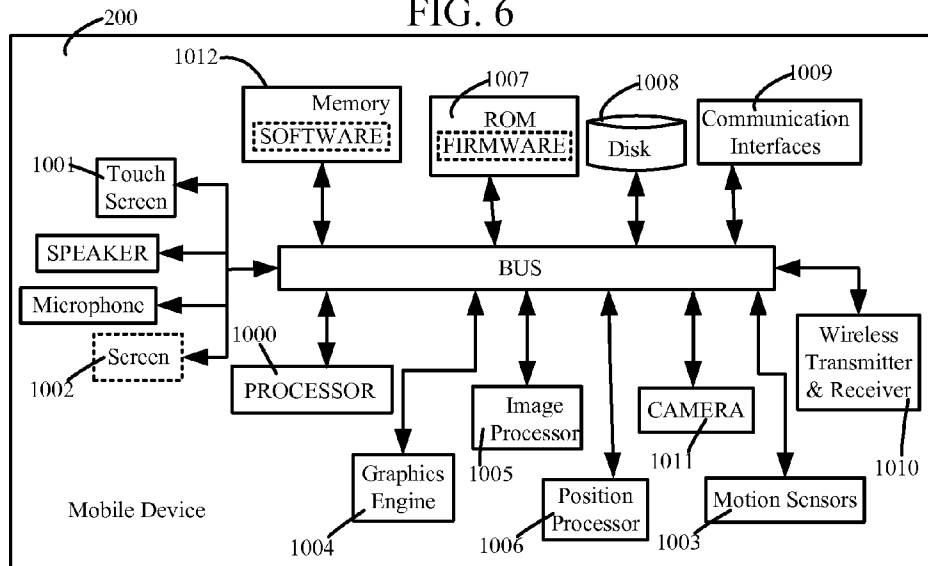 FIG. 6
200
1012
Memory
SOFTWARE
1007
ROM
FIRMWARE
1008
Disk
1009
Communication
Interfaces
1001
Touch
Screen
SPEAKER
Microphone
Screen
1002
BUS
1000
PROCESSOR
Graphics
Engine
1004
Image
Processor
1005
Position
Processor
1006
CAMERA
1011
Motion Sensors
1003
Wireless
Transmitter
& Receiver
1010
Mobile Device